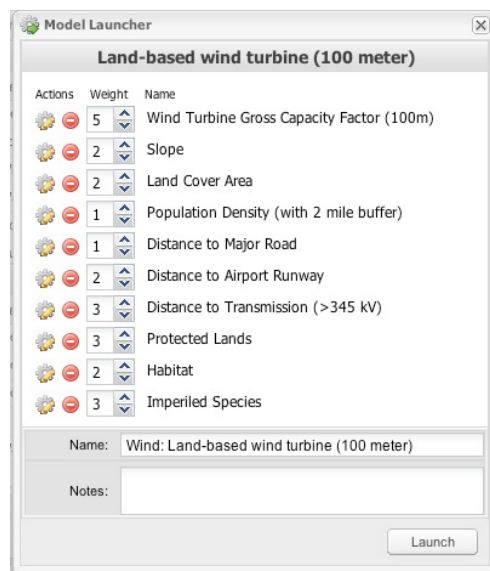 Model Launcher
Land-based wind turbine (100 meter)
Actions Weight Name
5 Wind Turbine Gross Capacity Factor (100m)
2 Slope
2 Land Cover Area
1 Population Density (with 2 mile buffer)
1 Distance to Major Road
2 Distance to Airport Runway
3 Distance to Transmission (>345 kV)
3 Protected Lands
2 Habitat
3 Imperiled Species
Name: Wind: Land-based wind turbine (100 meter)
Notes:
Launch